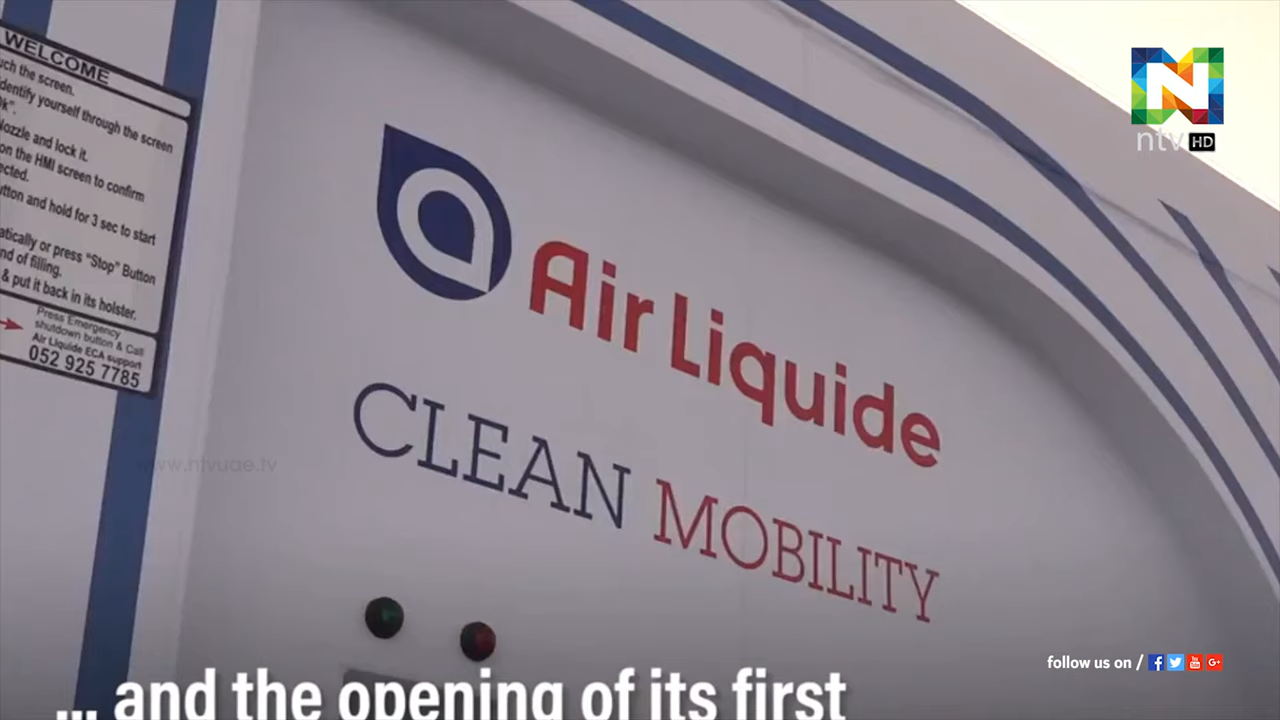 WELCOME
uch the screen.
dentify yourself through the screen
ok".
Nozzle and lock it.
on the HMI screen to confirm
ected.
utton and hold for 3 sec to start
atically or press "Stop" Button
nd of filling.
& put it back in its holster.
Press Emergency
shutdown button & Call
Air Liquide ECA support
052 925 7785
Air Liquide
CLEAN MOBILITY
N
ntv HD
www.ntvuae.tv
follow us on /
... and the opening of its first